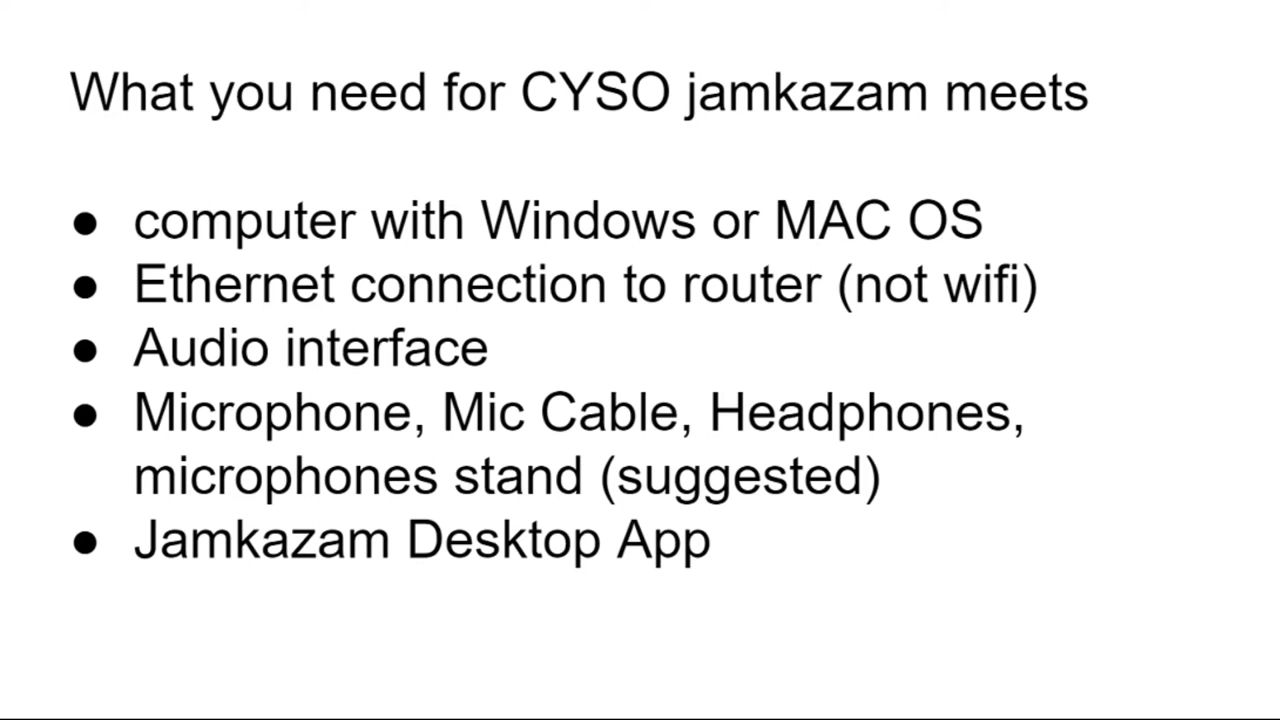 What you need for CYSO jamkazam meets
● computer with Windows or MAC OS
● Ethernet connection to router (not wifi)
● Audio interface
● Microphone, Mic Cable, Headphones,
microphones stand (suggested)
● Jamkazam Desktop App